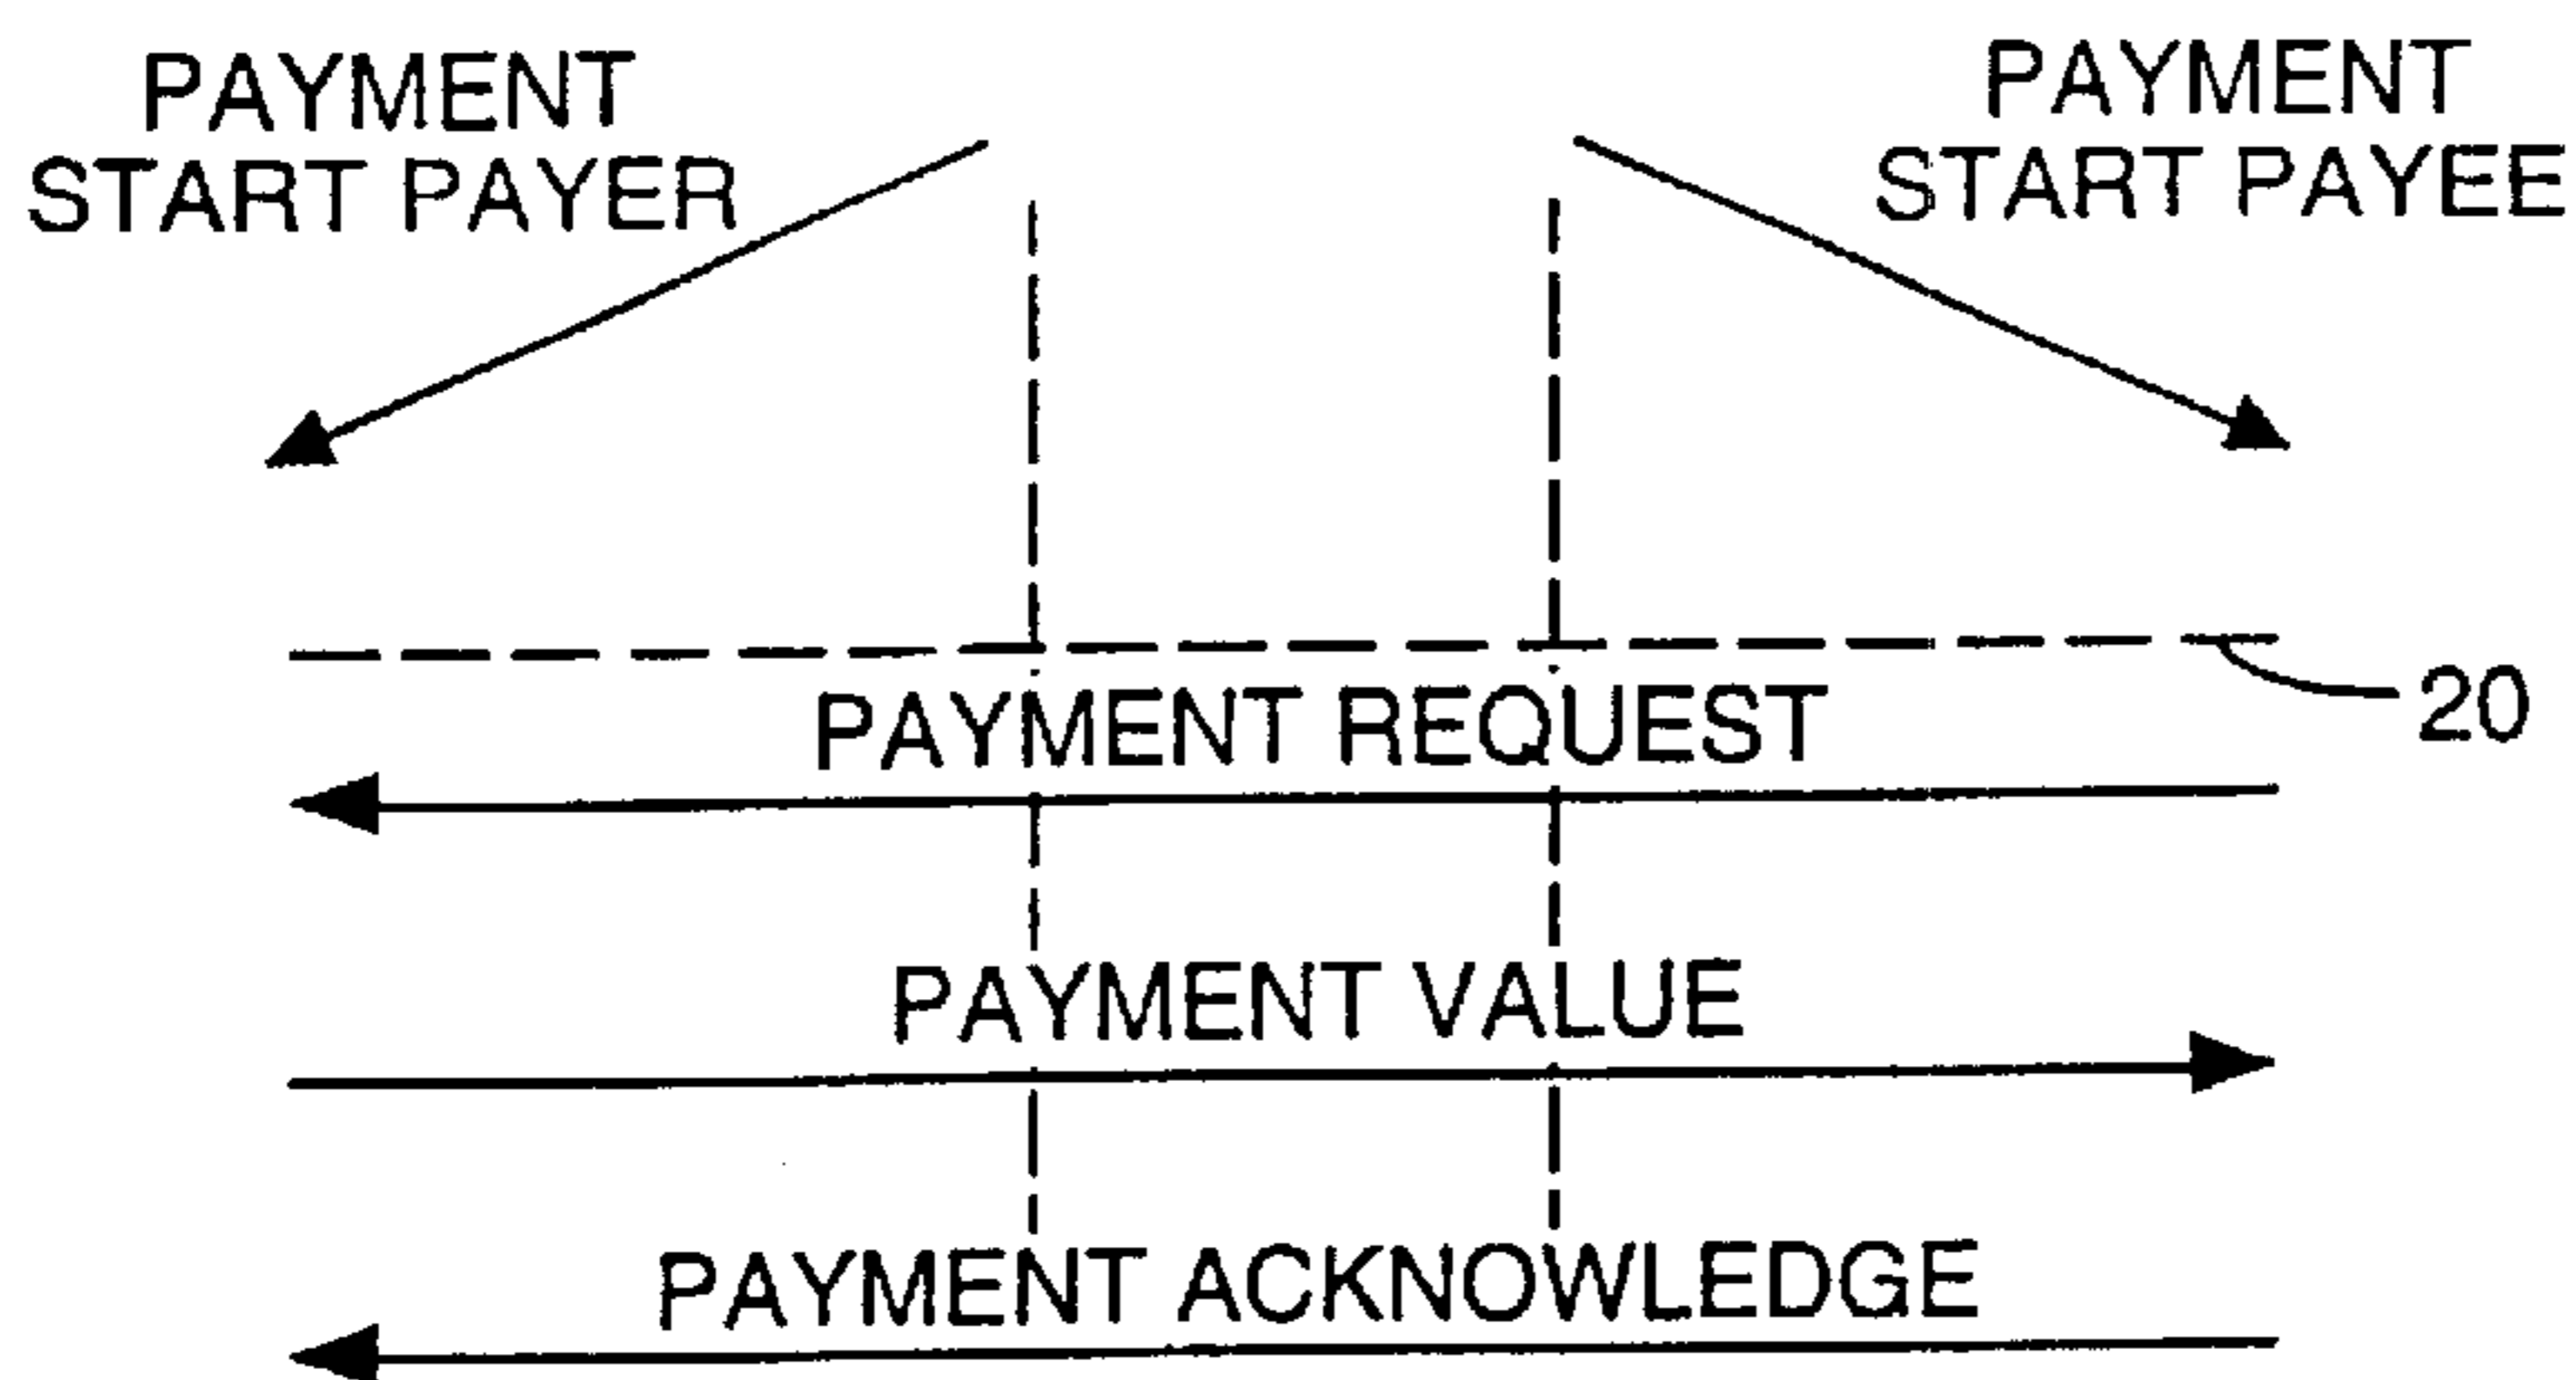 PAYMENT
START PAYER
PAYMENT
START PAYEE
20
PAYMENT REQUEST
PAYMENT VALUE
PAYMENT ACKNOWLEDGE